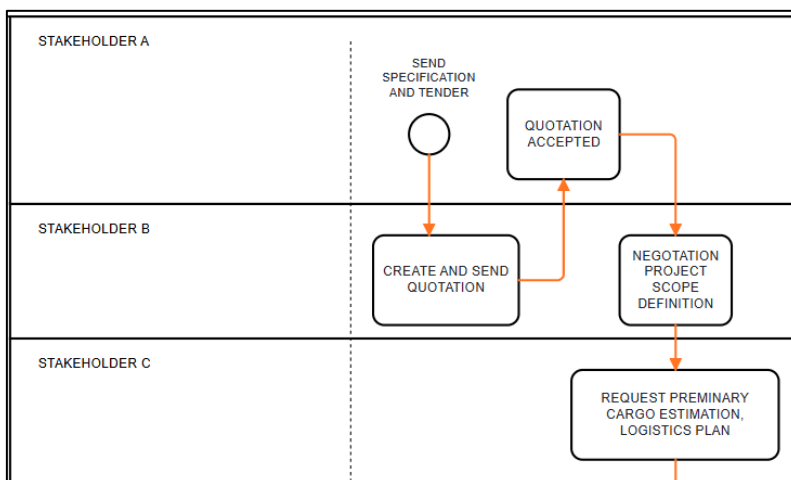 STAKEHOLDER A
SEND
SPECIFICATION
AND TENDER
QUOTATION
ACCEPTED
STAKEHOLDER B
CREATE AND SEND
QUOTATION
NEGOTATION
PROJECT
SCOPE
DEFINITION
STAKEHOLDER C
REQUEST PREMINARY
CARGO ESTIMATION,
LOGISTICS PLAN